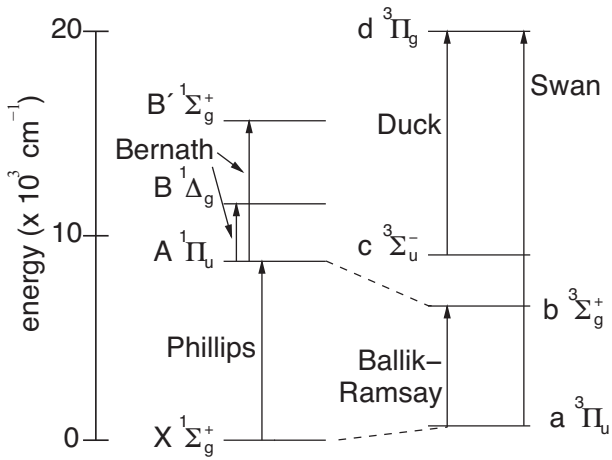 energy (x 10³ cm⁻¹)
20
10
0
B´ ¹Σg⁺
Bernath
B ¹Δg
A ¹Πu
Phillips
X ¹Σg⁺
d ³Πg
Swan
Duck
c ³Σu⁻
b ³Σg⁺
Ballik–
Ramsay
a ³Πu